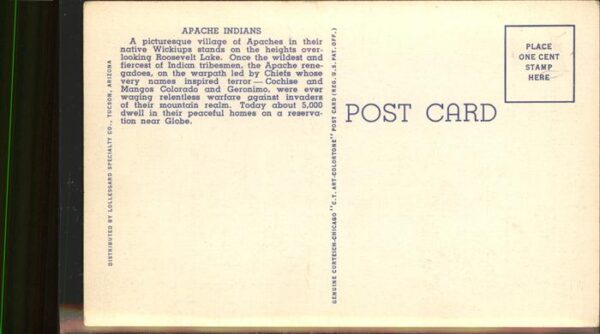 APACHE INDIANS
A picturesque village of Apaches in their
native Wickiups stands on the heights over-
looking Roosevelt Lake. Once the wildest and
fiercest of Indian tribesmen, the Apache rene-
gadoes, on the warpath led by Chiefs whose
very names inspired terror — Cochise and
Mangos Colorado and Geronimo, were ever
waging relentless warfare against invaders
of their mountain realm. Today about 5,000
dwell in their peaceful homes on a reserva-
tion near Globe.
DISTRIBUTED BY LOLLESGARD SPECIALTY CO., TUCSON, ARIZONA
GENUINE CURTEICH-CHICAGO "C.T. ART-COLORTONE" POST CARD (REG. U.S. PAT. OFF.)
POST CARD
PLACE
ONE CENT
STAMP
HERE